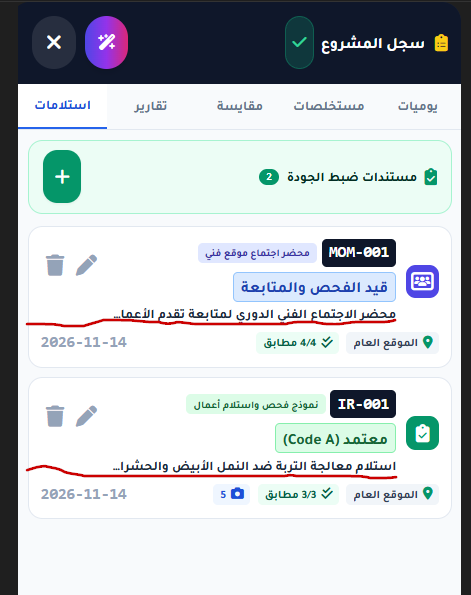 سجل المشروع
يوميات
مستخلصات
مقايسة
تقارير
استلامات
مستندات ضبط الجودة 2
MOM-001 محضر اجتماع موقع فني
قيد الفحص والمتابعة
محضر الاجتماع الفني الدوري لمتابعة تقدم الأعما...
الموقع العام 4/4 مطابق 2026-11-14
IR-001 نموذج فحص واستلام أعمال
معتمد (Code A)
استلام معالجة التربة ضد النمل الأبيض والحشرا...
الموقع العام 3/3 مطابق 5 2026-11-14